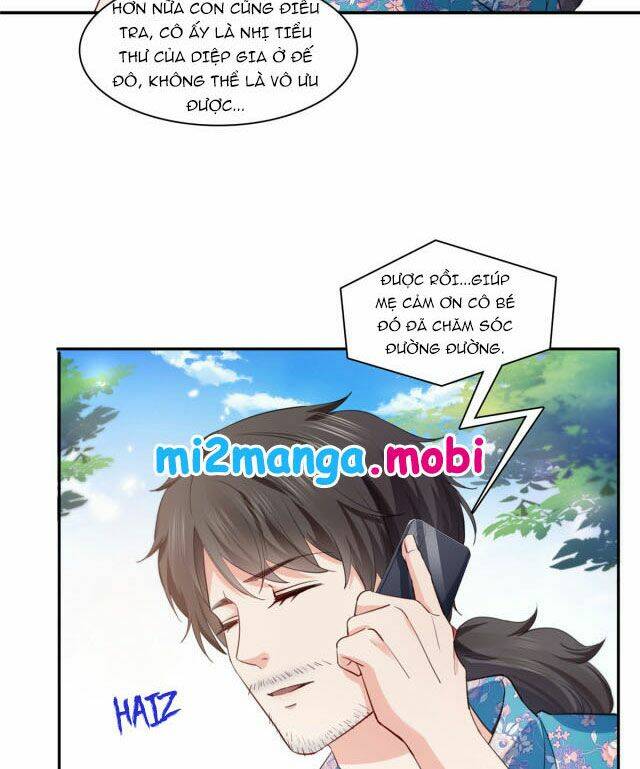 HƠN NỮA CON CŨNG ĐIỀU
TRA, CÔ ẤY LÀ NHỊ TIỂU
THƯ CỦA DIỆP GIA Ở ĐẾ
ĐÔ, KHÔNG THỂ LÀ VÔ ƯU
ĐƯỢC...
ĐƯỢC RỒI...GIÚP
MẸ CẢM ƠN CÔ BÉ
ĐÓ ĐÃ CHĂM SÓC
ĐƯỜNG ĐƯỜNG.
mi2manga.mobi
HAIZ